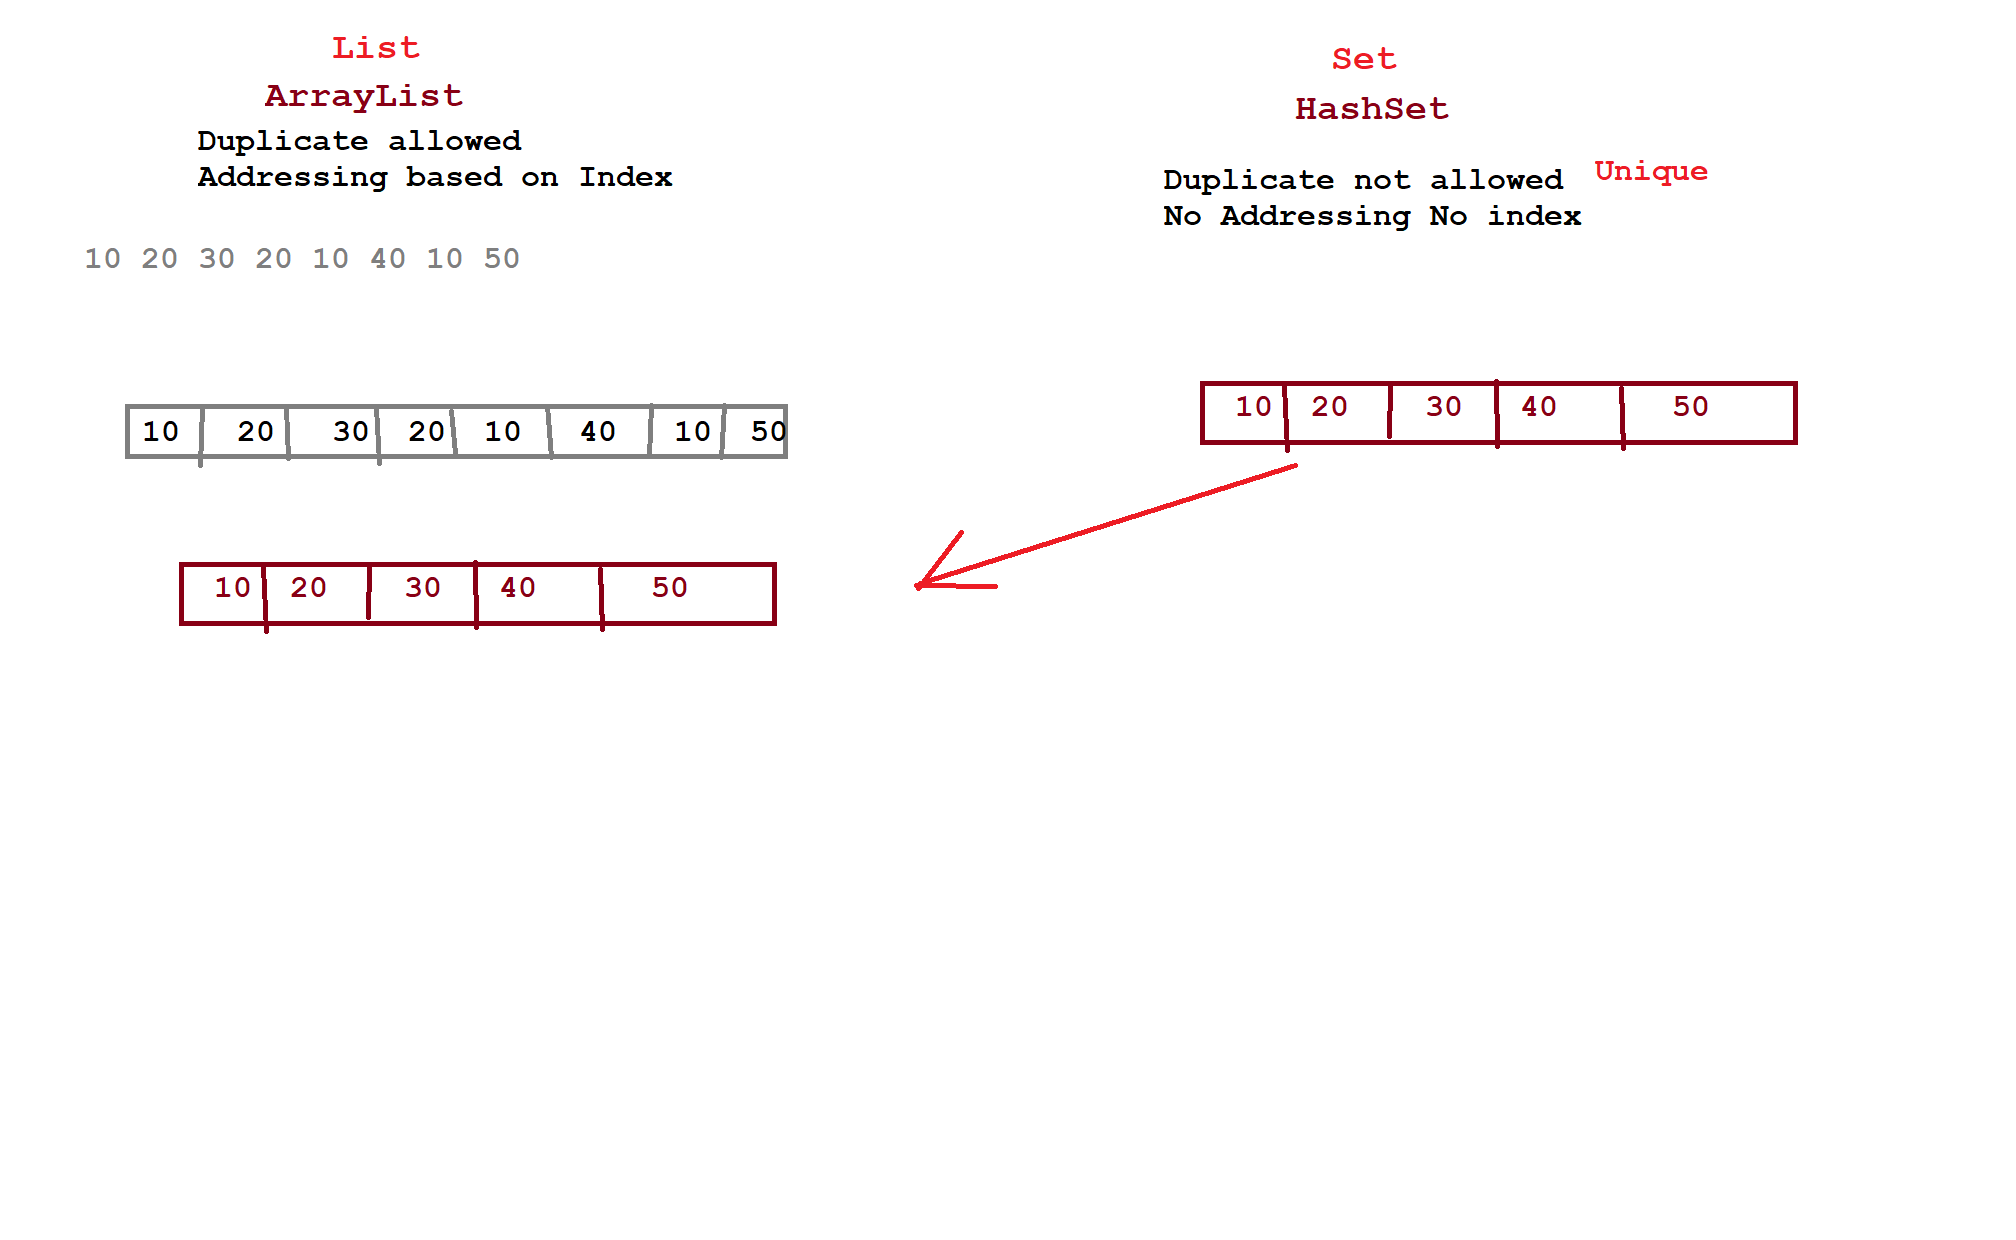 List
ArrayList
Duplicate allowed
Addressing based on Index
10 20 30 20 10 40 10 50
10 20 30 20 10 40 10 50
10 20 30 40 50
Set
HashSet
Duplicate not allowed Unique
No Addressing No index
10 20 30 40 50